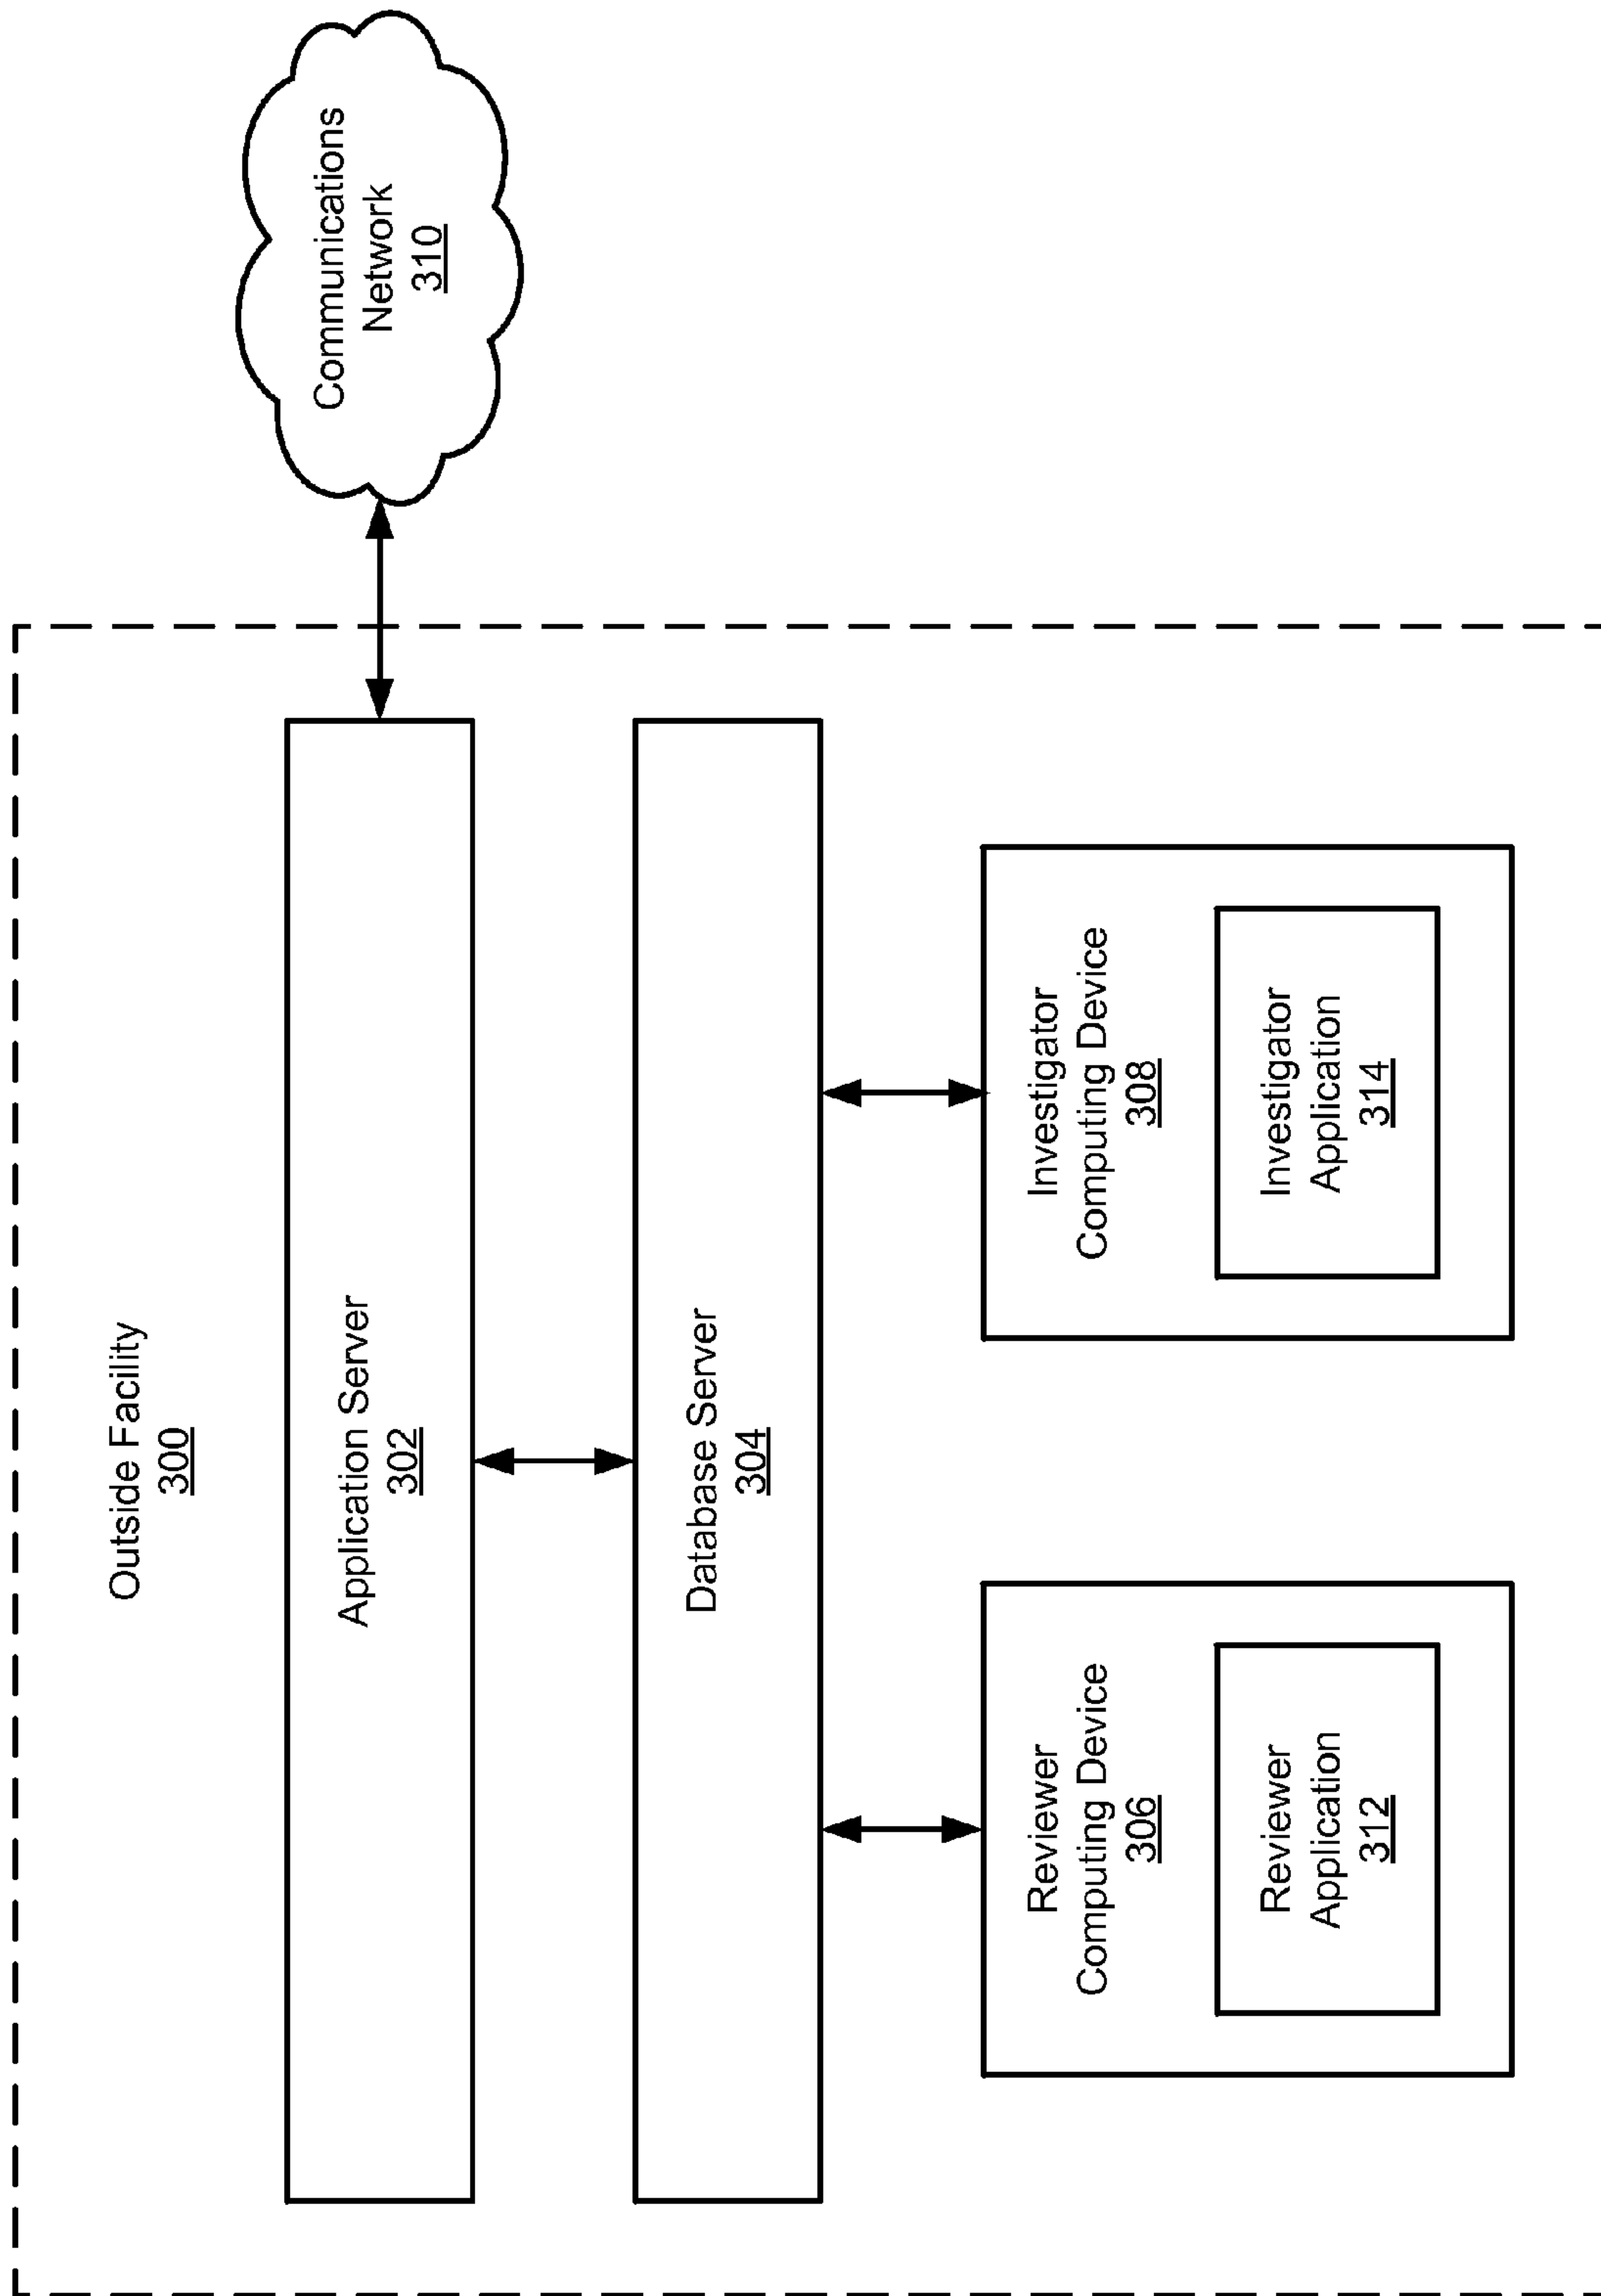 Outside Facility
300
Application Server
302
Communications
Network
310
Database Server
304
Reviewer
Computing Device
306
Reviewer
Application
312
Investigator
Computing Device
308
Investigator
Application
314